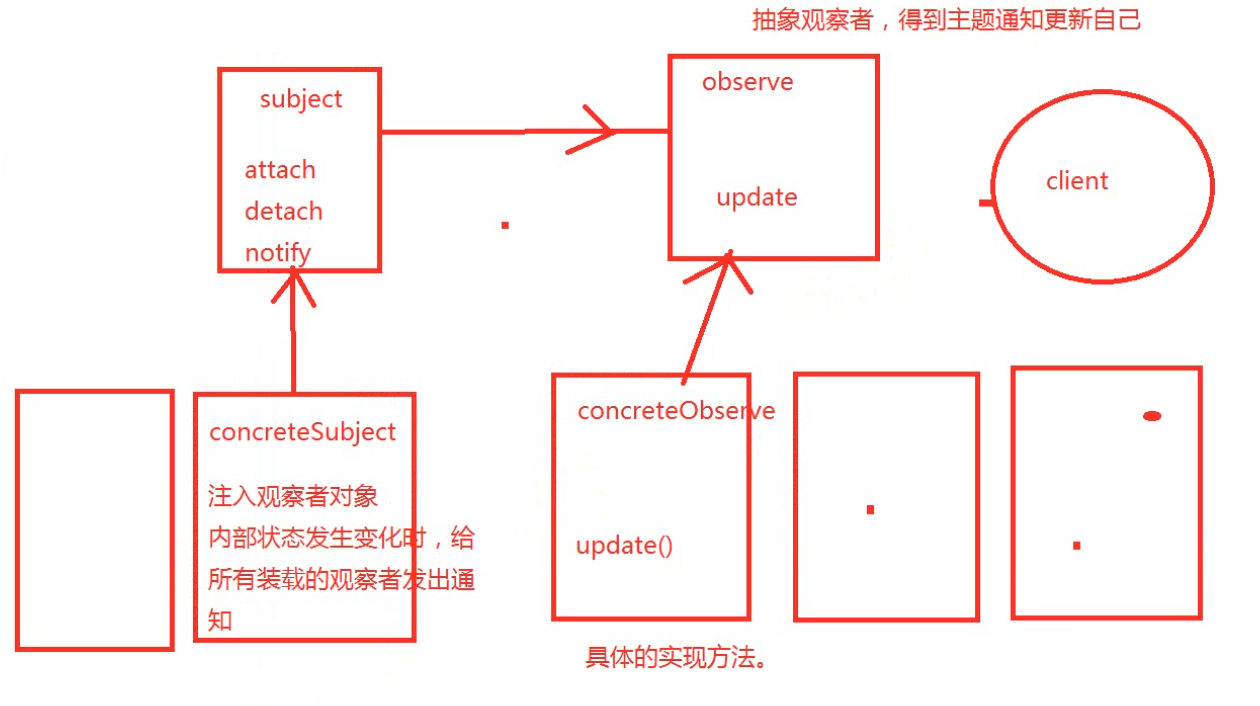 抽象观察者，得到主题通知更新自己
subject
attach
detach
notify
observe
update
client
concreteSubject
注入观察者对象
内部状态发生变化时，给
所有装载的观察者发出通
知
concreteObserve
update()
具体的实现方法。